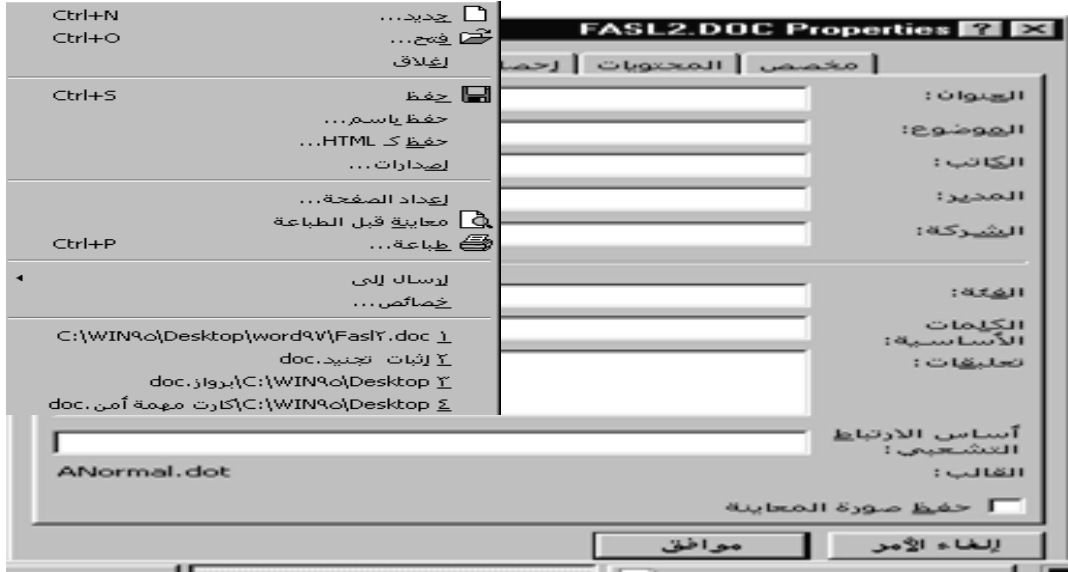 جديد... Ctrl+N
فتح... Ctrl+O
إغلاق
حفظ Ctrl+S
حفظ باسم...
حفظ كـ HTML...
إصدارات...
إعداد الصفحة...
معاينة قبل الطباعة
طباعة... Ctrl+P
إرسال إلى
خصائص...
١ C:\WIN٩٥\Desktop\word٩٧\Fasl٢.doc
٢ إثبات تجنيد.doc
٣ C:\WIN٩٥\Desktop\برواز.doc
٤ C:\WIN٩٥\Desktop\كارت مهمة أمن.doc
FASL2.DOC Properties
مخصص
المحتويات
العنوان:
الموضوع:
الكاتب:
المدير:
الشركة:
الفئة:
الكلمات
الأساسية:
تعليقات:
أساس الارتباط
التشعبي:
القالب: ANormal.dot
حفظ صورة المعاينة
إلغاء الأمر
موافق